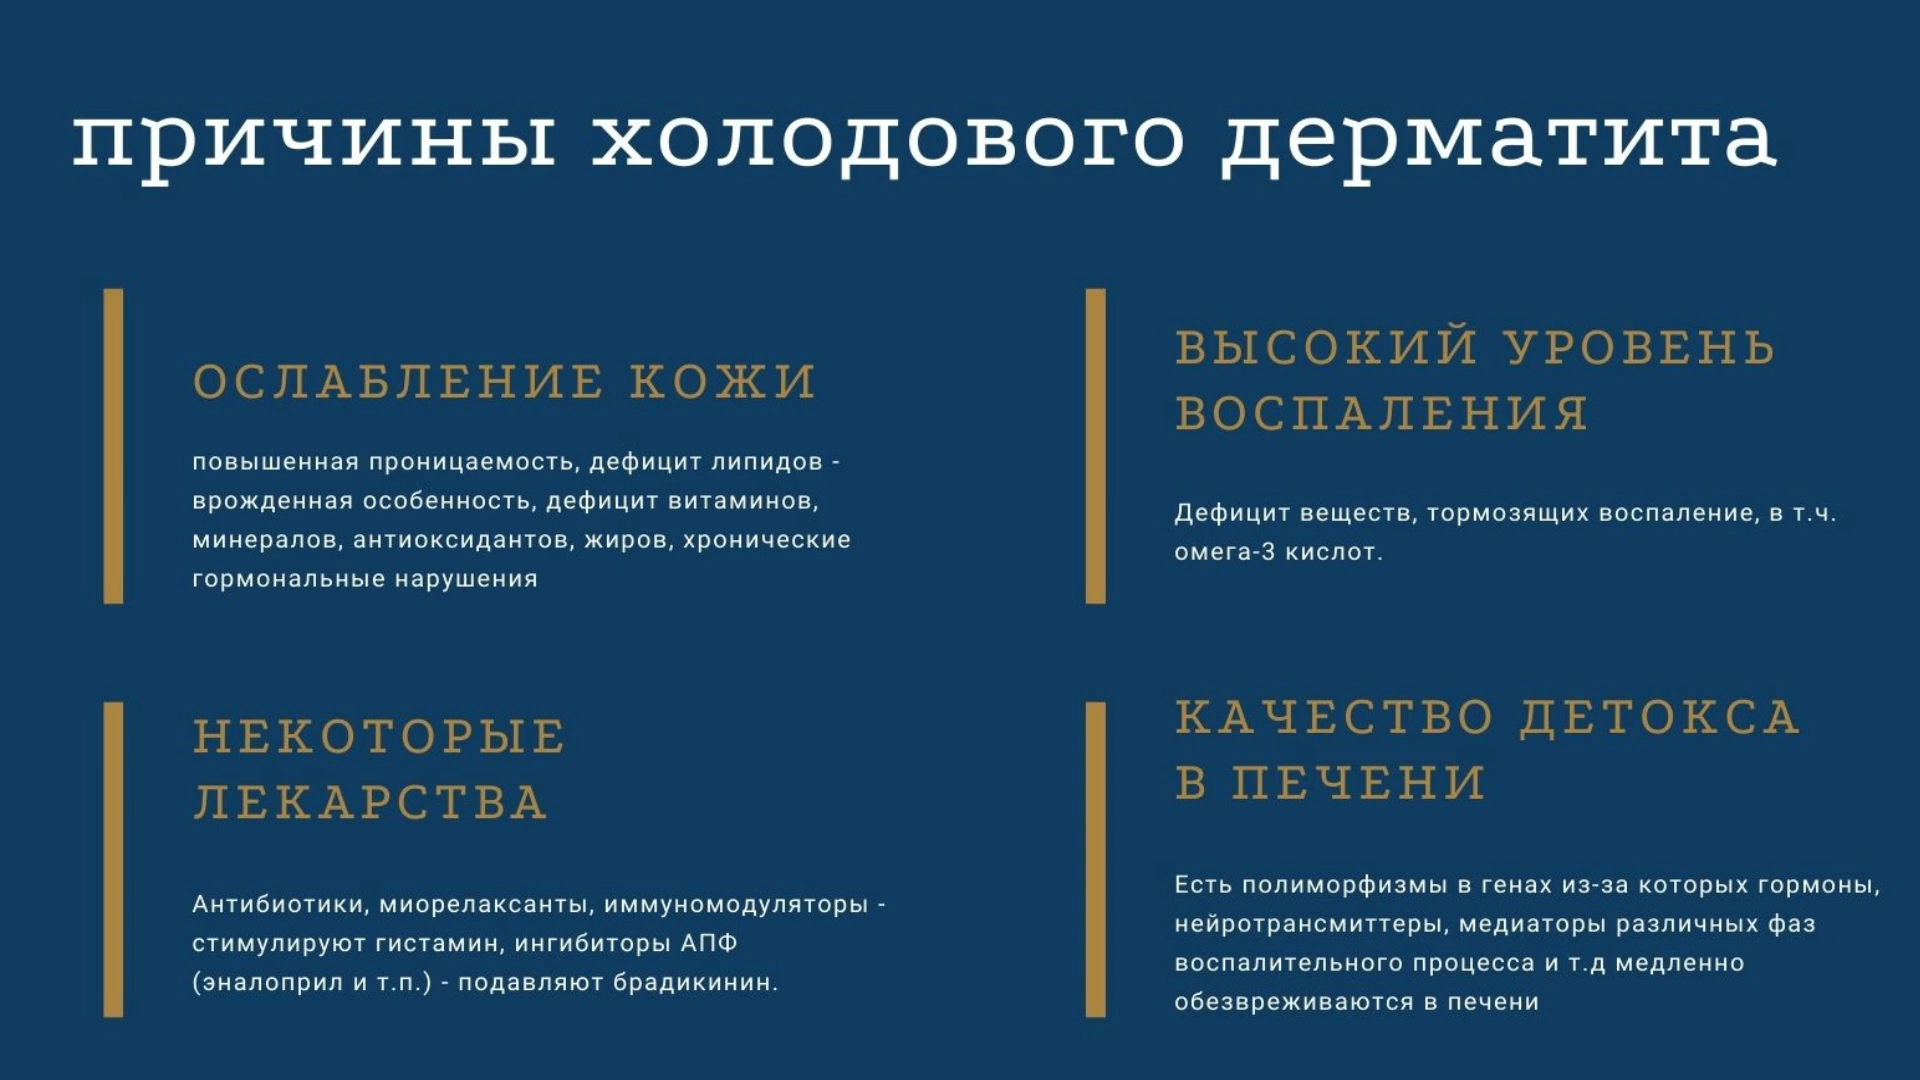 причины холодового дерматита
ОСЛАБЛЕНИЕ КОЖИ
повышенная проницаемость, дефицит липидов -
врожденная особенность, дефицит витаминов,
минералов, антиоксидантов, жиров, хронические
гормональные нарушения
ВЫСОКИЙ УРОВЕНЬ
ВОСПАЛЕНИЯ
Дефицит веществ, тормозящих воспаление, в т.ч.
омега-3 кислот.
НЕКОТОРЫЕ
ЛЕКАРСТВА
Антибиотики, миорелаксанты, иммуномодуляторы -
стимулируют гистамин, ингибиторы АПФ
(эналоприл и т.п.) - подавляют брадикинин.
КАЧЕСТВО ДЕТОКСА
В ПЕЧЕНИ
Есть полиморфизмы в генах из-за которых гормоны,
нейротрансмиттеры, медиаторы различных фаз
воспалительного процесса и т.д медленно
обезвреживаются в печени